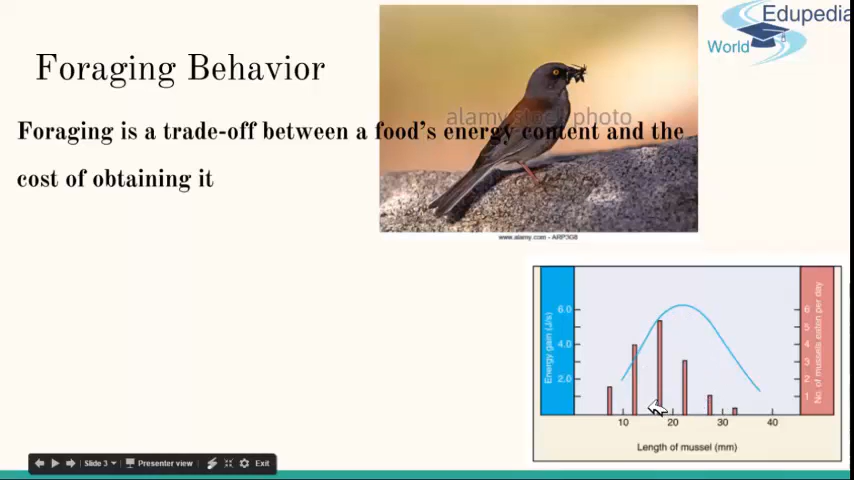 Edupedia
World
Foraging Behavior
alamy stock photo
Foraging is a trade-off between a food's energy content and the
cost of obtaining it
www.alamy.com - ARP3G8
Energy gain (J/s)
6.0
4.0
2.0
6
5
4
3
2
1
No. of mussels eaten per day
10 20 30 40
Length of mussel (mm)
Slide 3 Presenter view Exit